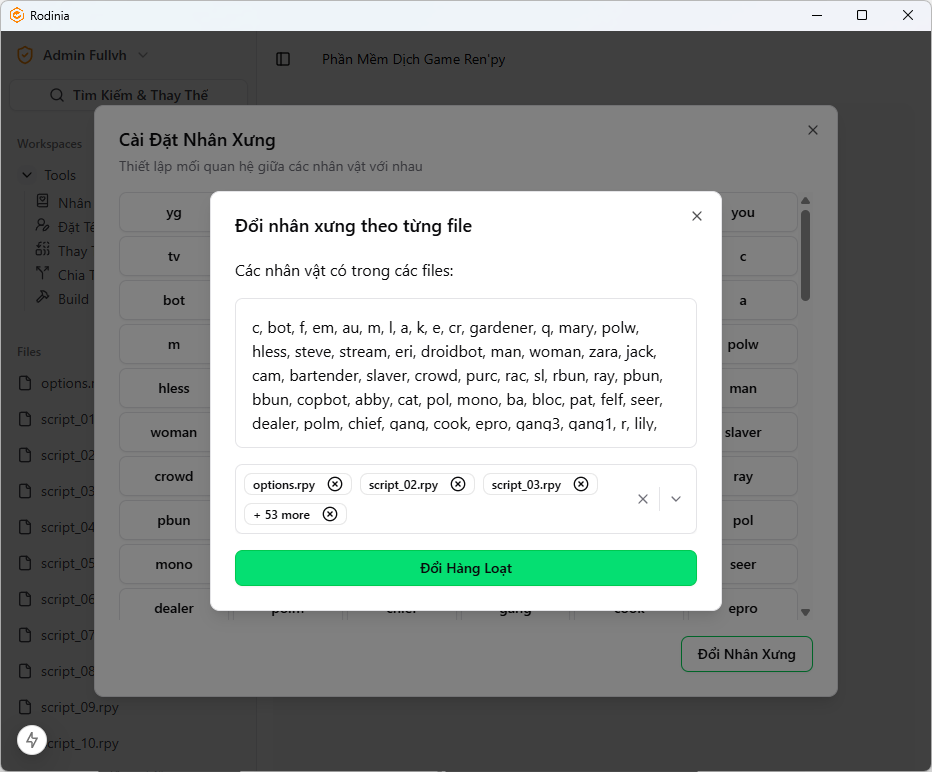 Rodinia
Admin Fullvh
Phần Mềm Dịch Game Ren'py
Tìm Kiếm & Thay Thế
Workspaces
Tools
Nhân
Đặt Tê
Thay T
Chia T
Build
Files
options.r
script_01
script_02
script_03
script_04
script_05
script_06
script_07
script_08
script_09.rpy
script_10.rpy
Cài Đặt Nhân Xưng
Thiết lập mối quan hệ giữa các nhân vật với nhau
yg
you
tv
c
bot
a
m
polw
hless
man
woman
slaver
crowd
ray
pbun
pol
mono
seer
dealer
polm
chief
gang
cook
epro
Đổi Nhân Xưng
Đổi nhân xưng theo từng file
Các nhân vật có trong các files:
c, bot, f, em, au, m, l, a, k, e, cr, gardener, q, mary, polw,
hless, steve, stream, eri, droidbot, man, woman, zara, jack,
cam, bartender, slaver, crowd, purc, rac, sl, rbun, ray, pbun,
bbun, copbot, abby, cat, pol, mono, ba, bloc, pat, felf, seer,
dealer, polm, chief, gang, cook, epro, gang3, gang1, r, lily,
options.rpy
script_02.rpy
script_03.rpy
+ 53 more
Đổi Hàng Loạt